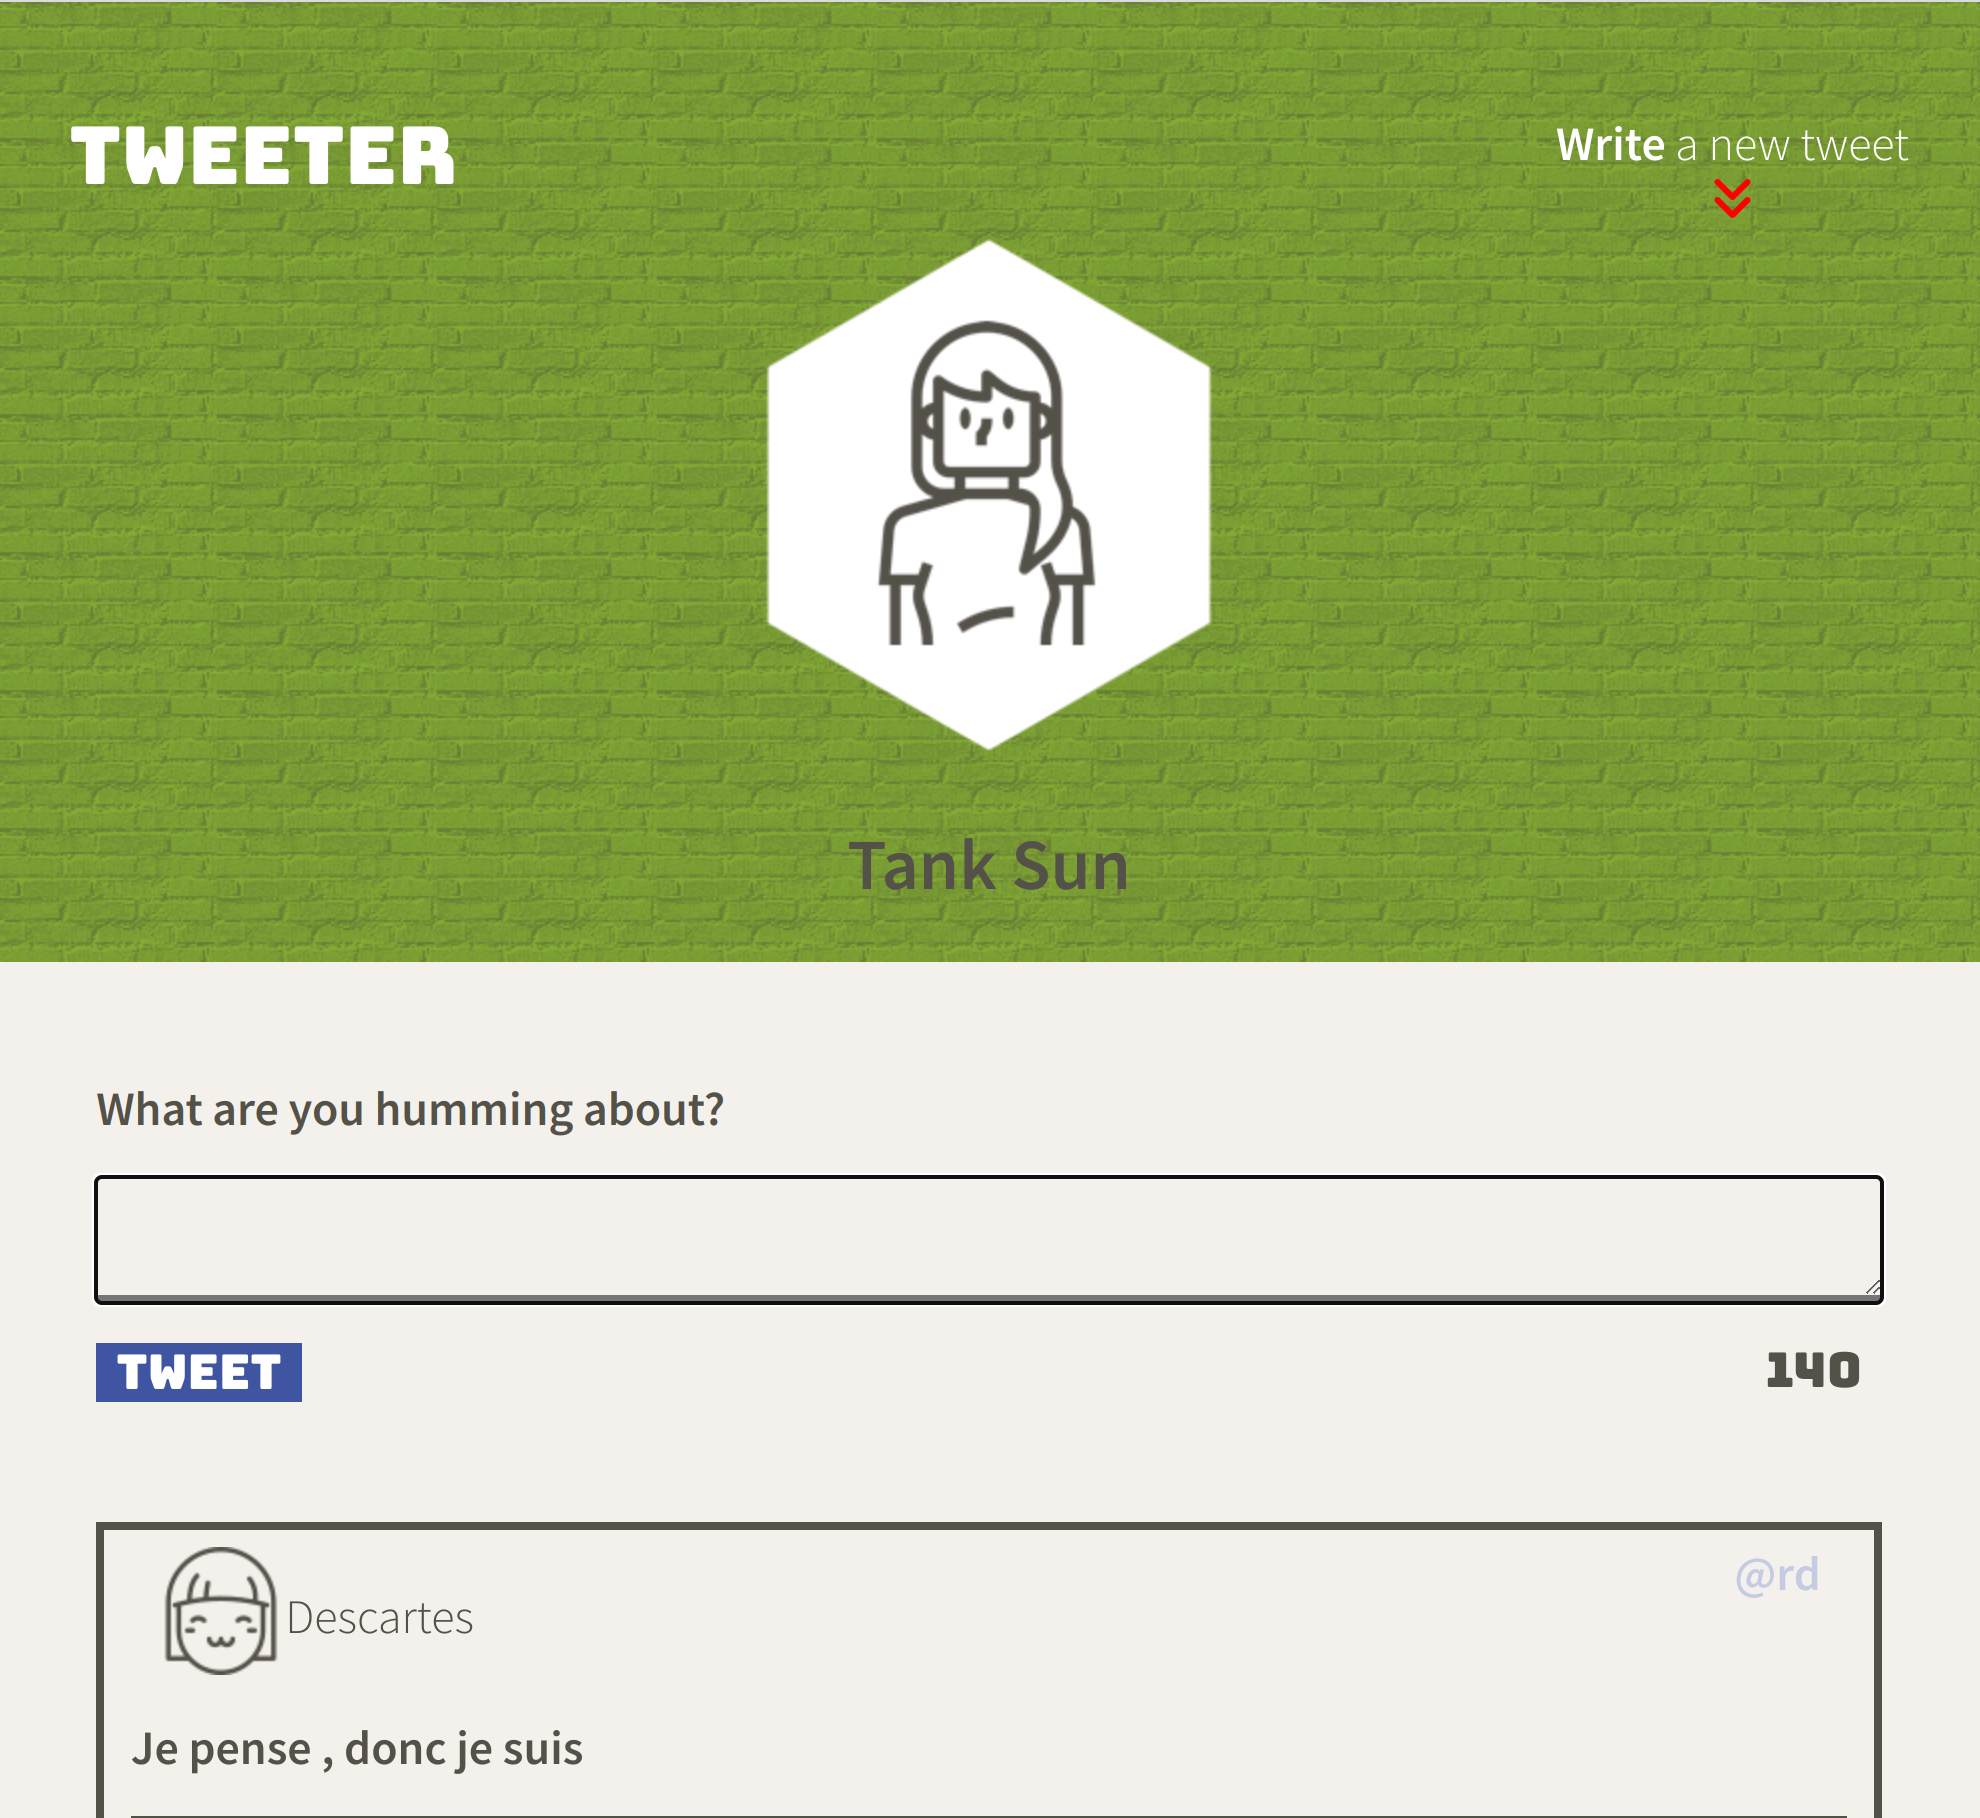 TWEETER
Write a new tweet
Tank Sun
What are you humming about?
TWEET
140
@rd
Descartes
Je pense , donc je suis